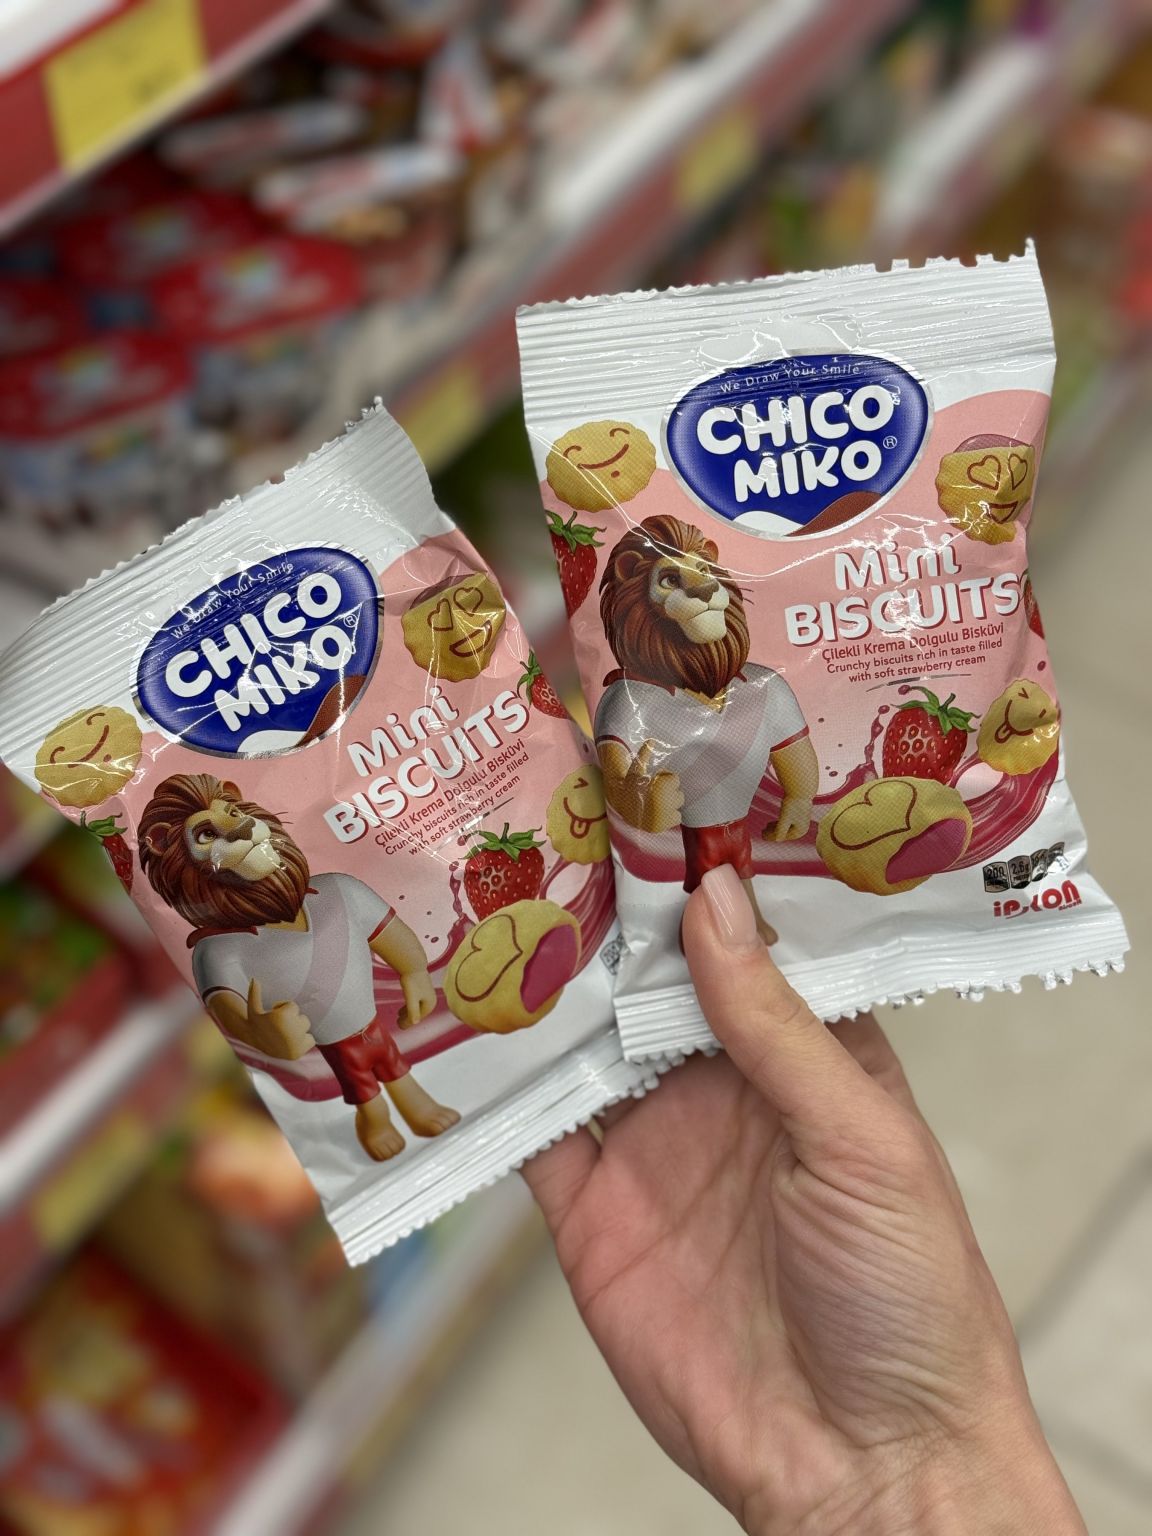 We Draw Your Smile
CHICO
MIKO®
Mini
BISCUITS
Çilekli Krema Dolgulu Bisküvi
Crunchy biscuits rich in taste filled
with soft strawberry cream
We Draw Your Smile
CHICO
MIKO®
Mini
BISCUITS
Çilekli Krema Dolgulu Bisküvi
Crunchy biscuits rich in taste filled
with soft strawberry cream